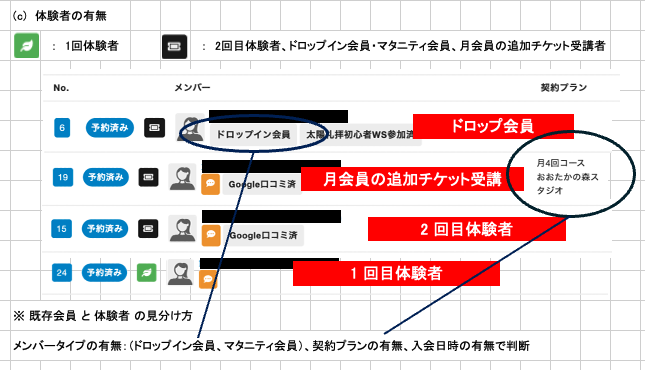 (c) 体験者の有無
： 1回体験者 ： 2回目体験者、ドロップイン会員・マタニティ会員、月会員の追加チケット受講者
No. メンバー 契約プラン
6 予約済み ドロップイン会員 太陽礼拝初心者WS参加済 ドロップ会員
19 予約済み Google口コミ済 月会員の追加チケット受講 月4回コース
おおたかの森ス
タジオ
15 予約済み Google口コミ済 2 回目体験者
24 予約済み 1 回目体験者
※ 既存会員 と 体験者 の見分け方
メンバータイプの有無：（ドロップイン会員、マタニティ会員）、契約プランの有無、入会日時の有無で判断